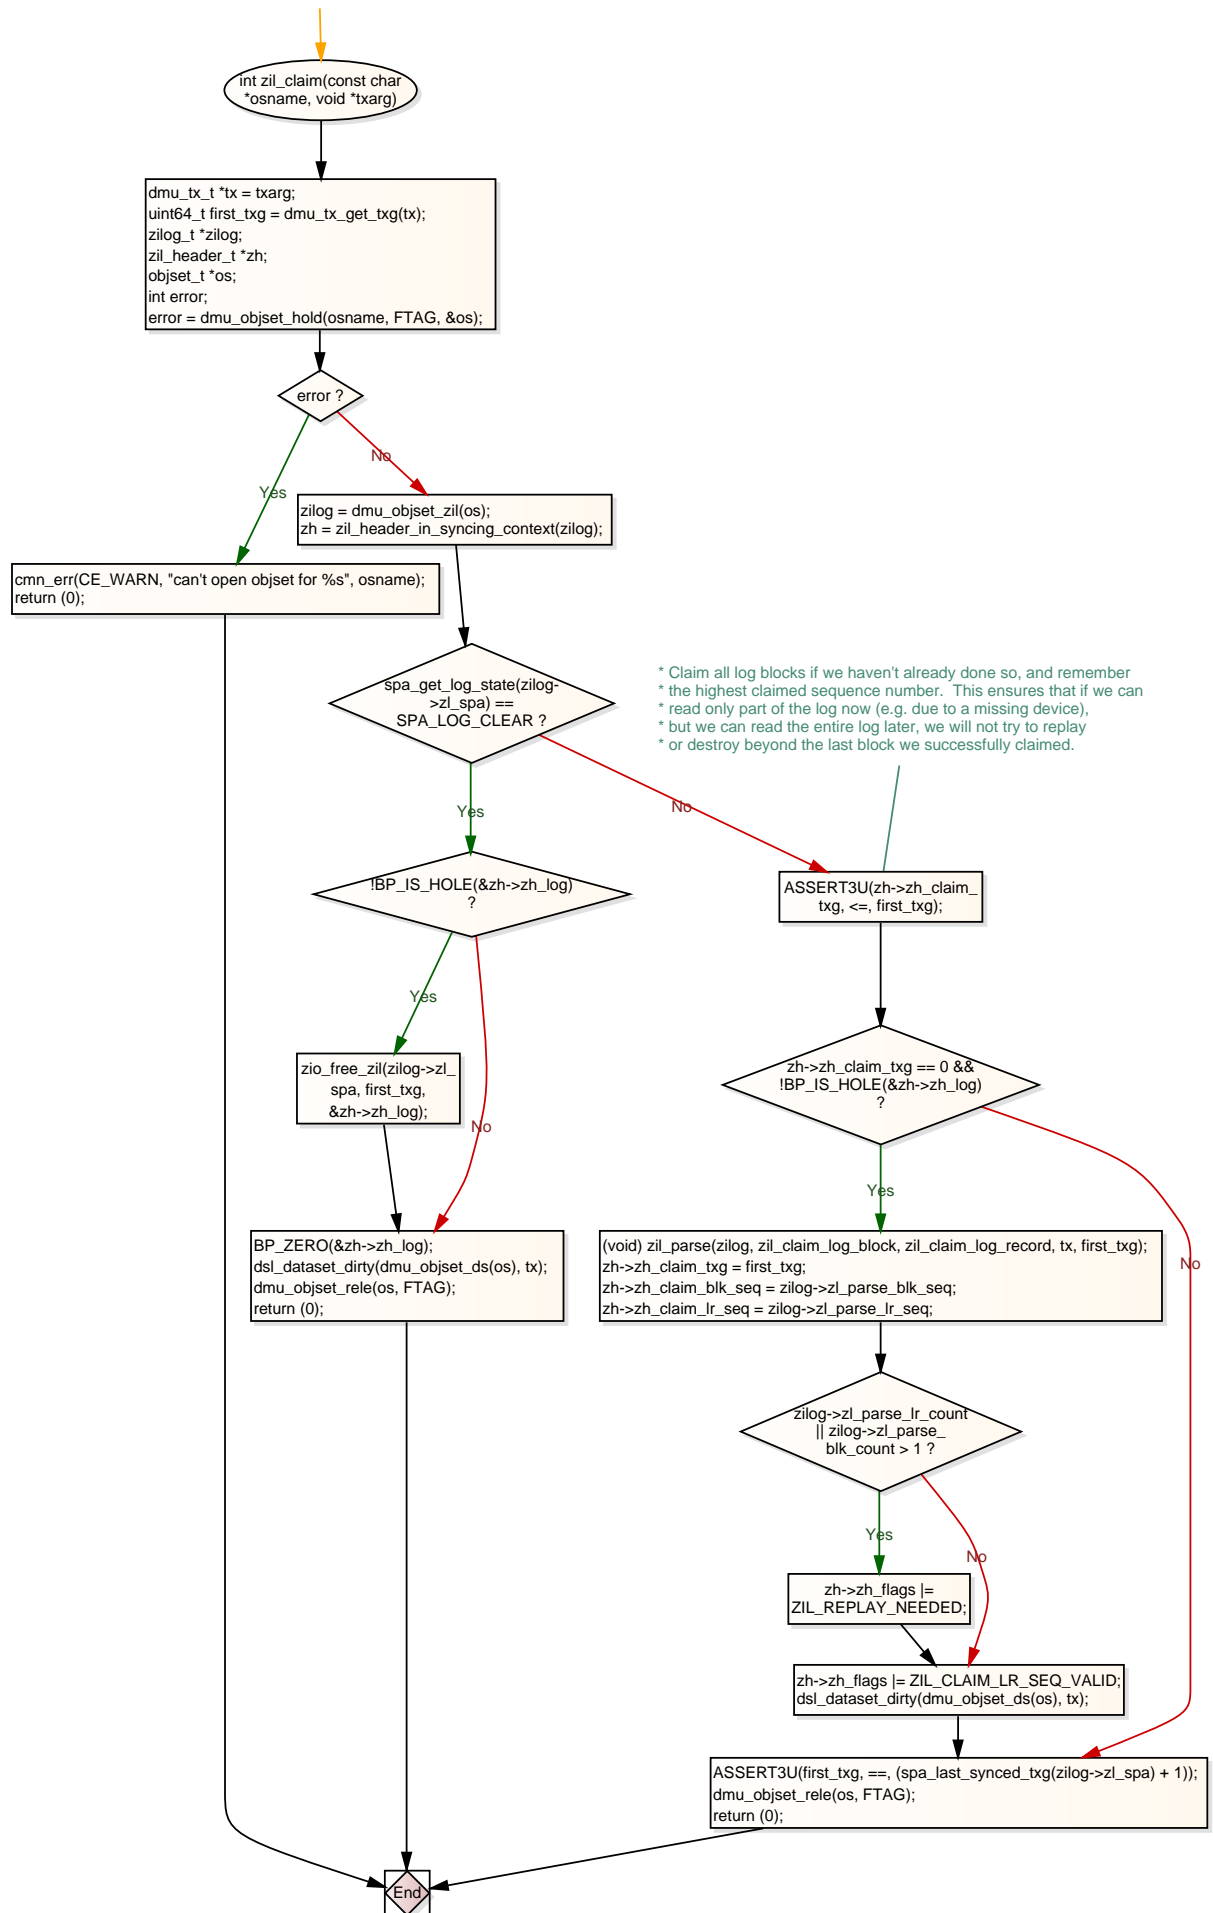 int zil_claim(const char
*osname, void *txarg)
dmu_tx_t *tx = txarg;
uint64_t first_txg = dmu_tx_get_txg(tx);
zilog_t *zilog;
zil_header_t *zh;
objset_t *os;
int error;
error = dmu_objset_hold(osname, FTAG, &os);
error ?
No
Yes
zilog = dmu_objset_zil(os);
zh = zil_header_in_syncing_context(zilog);
cmn_err(CE_WARN, "can't open objset for %s", osname);
return (0);
spa_get_log_state(zilog-
>zl_spa) ==
SPA_LOG_CLEAR ?
* Claim all log blocks if we haven't already done so, and remember
* the highest claimed sequence number.  This ensures that if we can
* read only part of the log now (e.g. due to a missing device),
* but we can read the entire log later, we will not try to replay
* or destroy beyond the last block we successfully claimed.
Yes
No
!BP_IS_HOLE(&zh->zh_log)
?
ASSERT3U(zh->zh_claim_
txg, <=, first_txg);
Yes
No
zio_free_zil(zilog->zl_
spa, first_txg,
&zh->zh_log);
zh->zh_claim_txg == 0 &&
!BP_IS_HOLE(&zh->zh_log)
?
Yes
No
BP_ZERO(&zh->zh_log);
dsl_dataset_dirty(dmu_objset_ds(os), tx);
dmu_objset_rele(os, FTAG);
return (0);
(void) zil_parse(zilog, zil_claim_log_block, zil_claim_log_record, tx, first_txg);
zh->zh_claim_txg = first_txg;
zh->zh_claim_blk_seq = zilog->zl_parse_blk_seq;
zh->zh_claim_lr_seq = zilog->zl_parse_lr_seq;
zilog->zl_parse_lr_count
|| zilog->zl_parse_
blk_count > 1 ?
Yes
No
zh->zh_flags |=
ZIL_REPLAY_NEEDED;
zh->zh_flags |= ZIL_CLAIM_LR_SEQ_VALID;
dsl_dataset_dirty(dmu_objset_ds(os), tx);
ASSERT3U(first_txg, ==, (spa_last_synced_txg(zilog->zl_spa) + 1));
dmu_objset_rele(os, FTAG);
return (0);
End